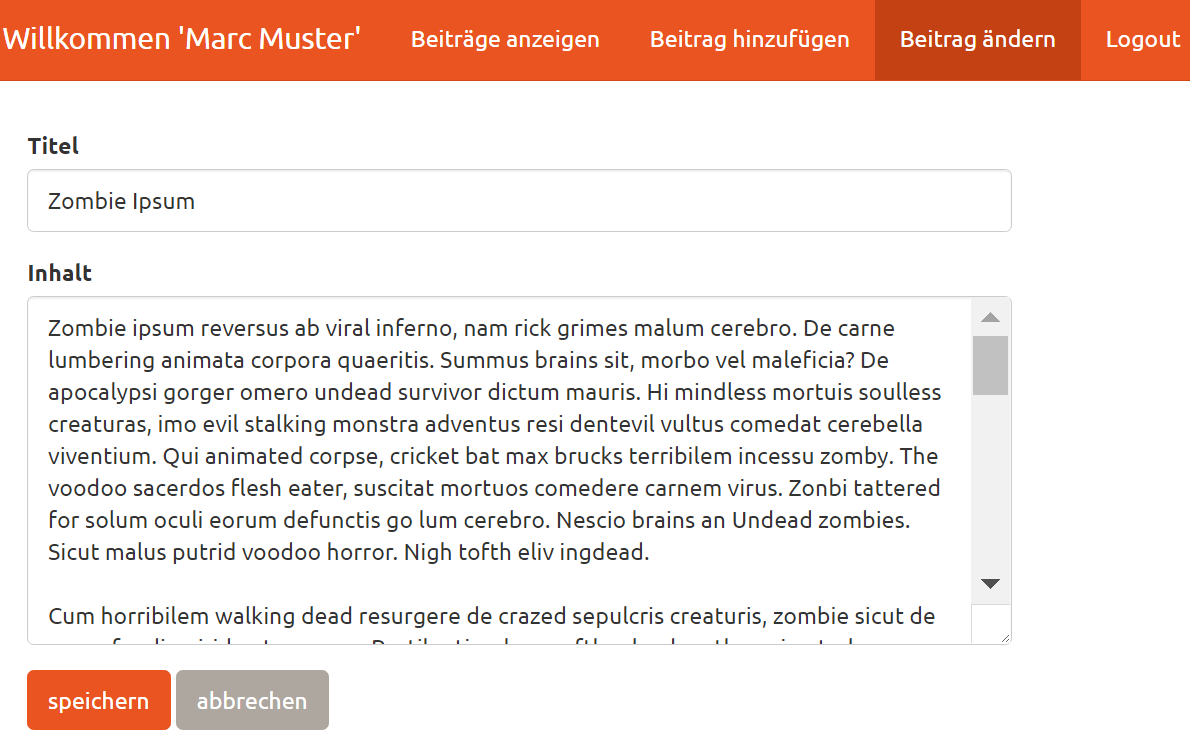 Willkommen 'Marc Muster' Beiträge anzeigen Beitrag hinzufügen Beitrag ändern Logout
Titel
Zombie Ipsum
Inhalt
Zombie ipsum reversus ab viral inferno, nam rick grimes malum cerebro. De carne
lumbering animata corpora quaeritis. Summus brains sit, morbo vel maleficia? De
apocalypsi gorger omero undead survivor dictum mauris. Hi mindless mortuis soulless
creaturas, imo evil stalking monstra adventus resi dentevil vultus comedat cerebella
viventium. Qui animated corpse, cricket bat max brucks terribilem incessu zomby. The
voodoo sacerdos flesh eater, suscitat mortuos comedere carnem virus. Zonbi tattered
for solum oculi eorum defunctis go lum cerebro. Nescio brains an Undead zombies.
Sicut malus putrid voodoo horror. Nigh tofth eliv ingdead.
Cum horribilem walking dead resurgere de crazed sepulcris creaturis, zombie sicut de
speichern abbrechen